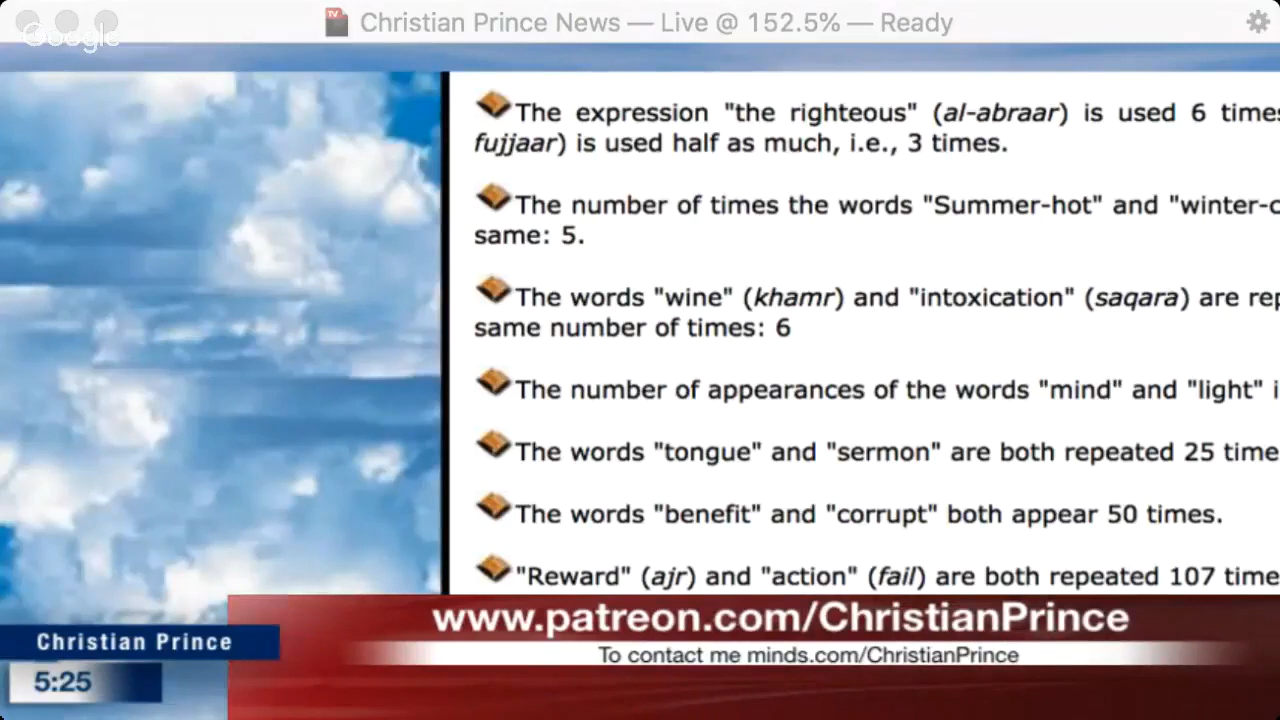 Christian Prince News — Live @ 152.5% — Ready
TV
Google
The expression "the righteous" (al-abraar) is used 6 times
fujjaar) is used half as much, i.e., 3 times.
The number of times the words "Summer-hot" and "winter-c
same: 5.
The words "wine" (khamr) and "intoxication" (saqara) are rep
same number of times: 6
The number of appearances of the words "mind" and "light" i
The words "tongue" and "sermon" are both repeated 25 time
The words "benefit" and "corrupt" both appear 50 times.
"Reward" (ajr) and "action" (fail) are both repeated 107 time
www.patreon.com/ChristianPrince
To contact me minds.com/ChristianPrince
Christian Prince
5:25